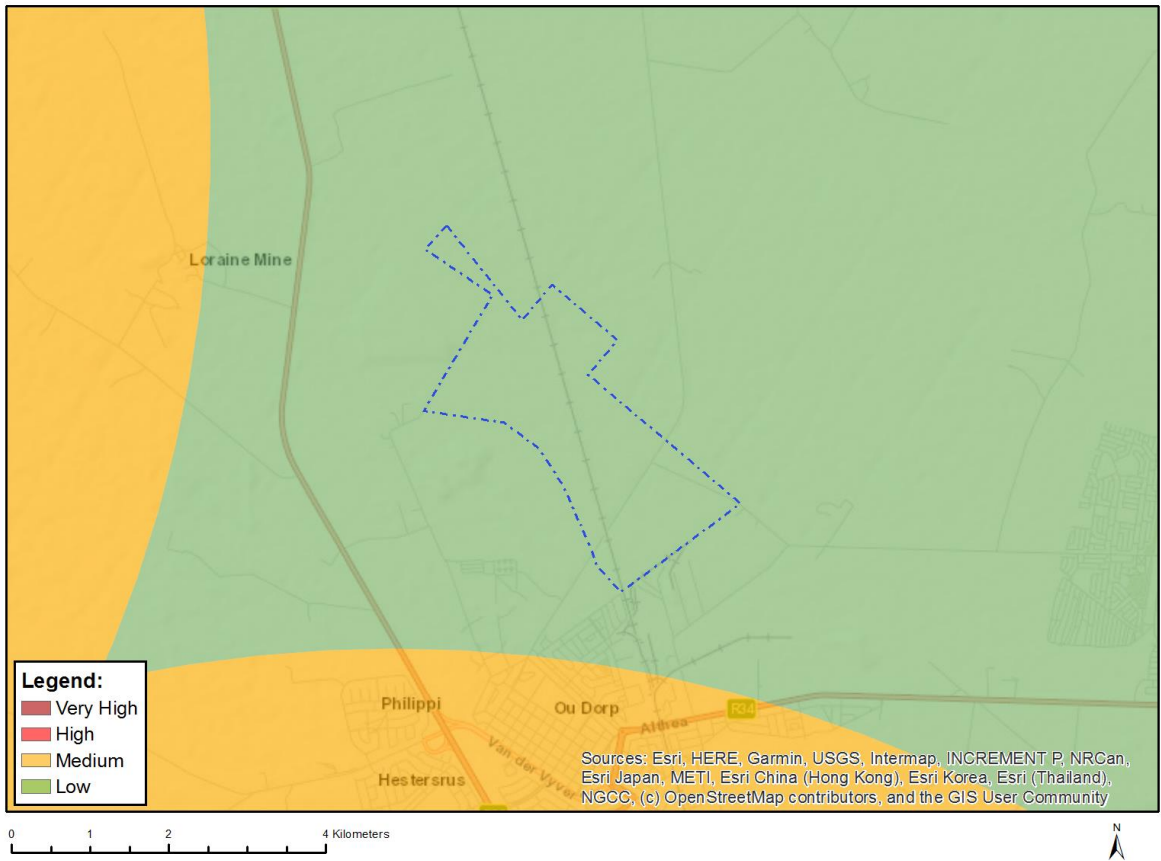 Loraine Mine
Philippi
Ou Dorp
R34
Althea
Van der Vyver
Hestersrus
Legend:
Very High
High
Medium
Low
Sources: Esri, HERE, Garmin, USGS, Intermap, INCREMENT P, NRCan,
Esri Japan, METI, Esri China (Hong Kong), Esri Korea, Esri (Thailand),
NGCC, (c) OpenStreetMap contributors, and the GIS User Community
0 1 2 4 Kilometers
N